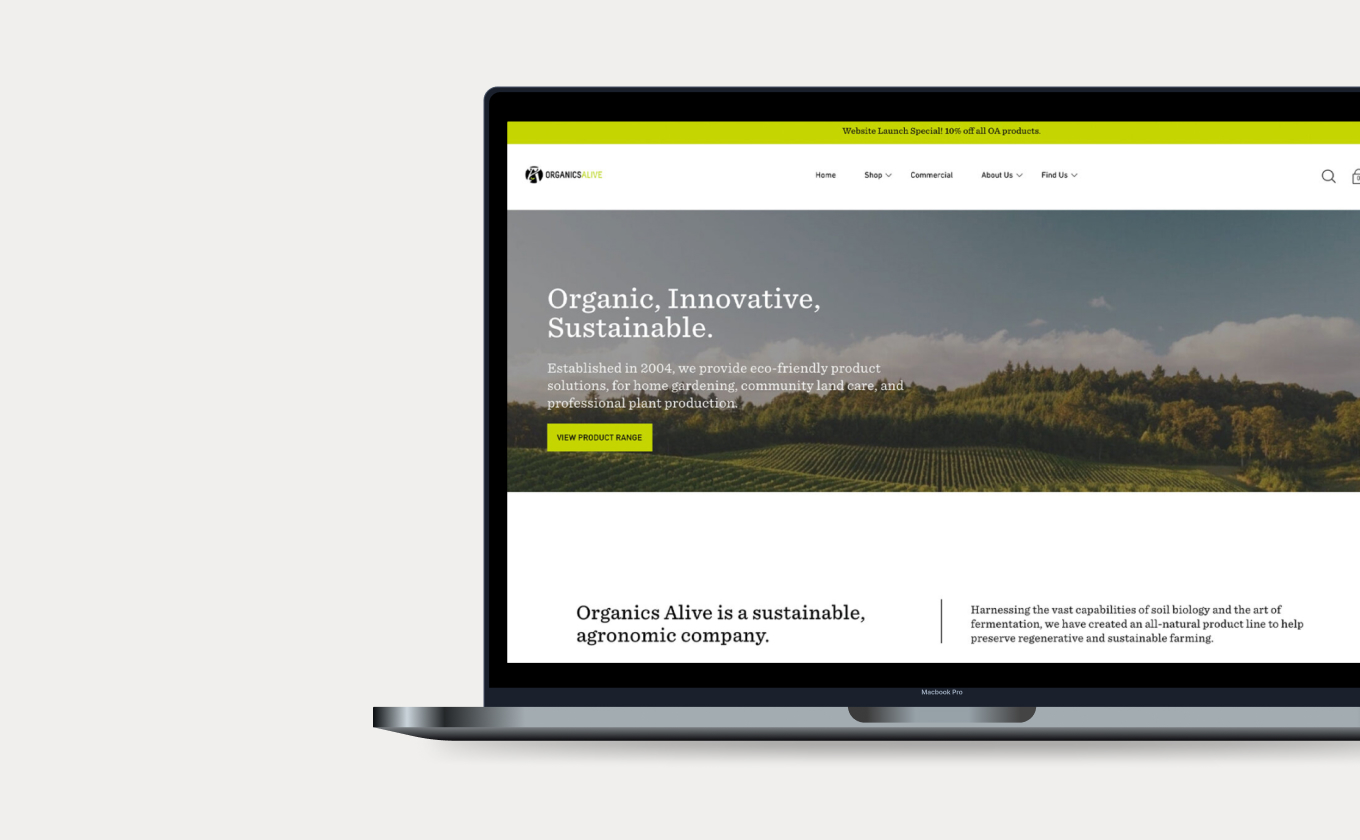 Website Launch Special! 10% off all OA products.
ORGANICSALIVE
Home Shop Commercial About Us Find Us
Organic, Innovative,
Sustainable.
Established in 2004, we provide eco-friendly product
solutions, for home gardening, community land care, and
professional plant production.
VIEW PRODUCT RANGE
Organics Alive is a sustainable,
agronomic company.
Harnessing the vast capabilities of soil biology and the art of
fermentation, we have created an all-natural product line to help
preserve regenerative and sustainable farming.
Macbook Pro